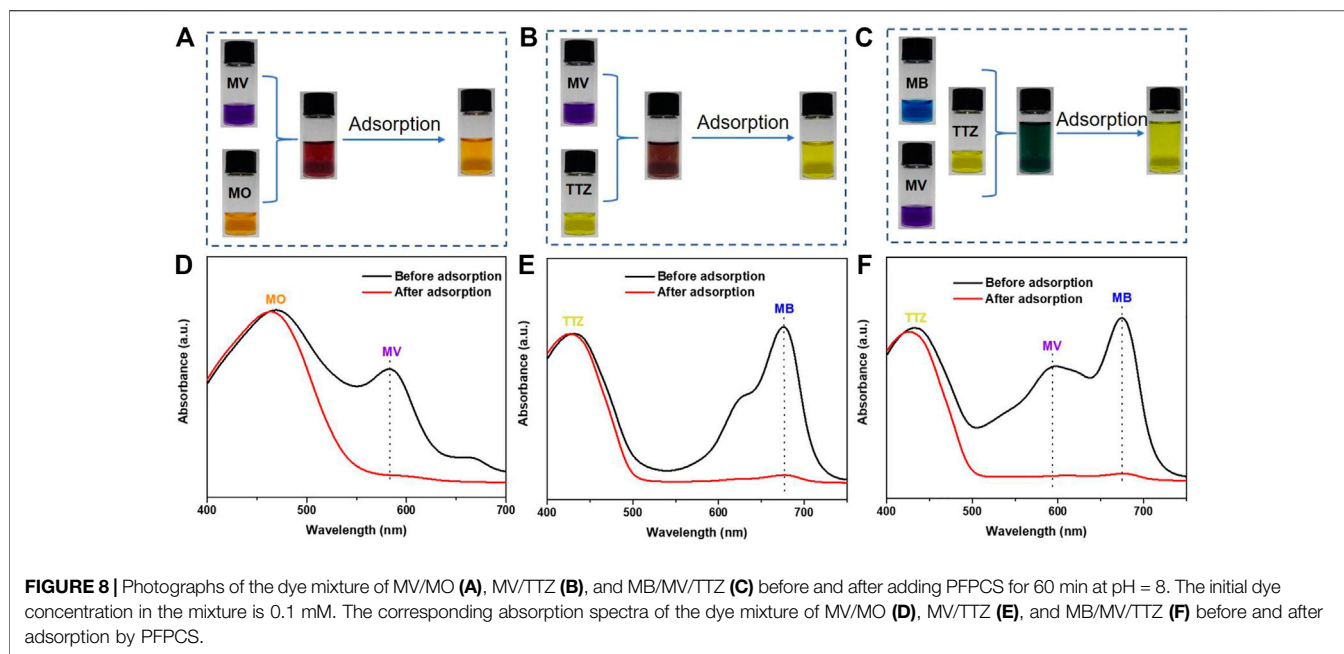 A
MV
MO
Adsorption
B
MV
TTZ
Adsorption
C
MB
TTZ
MV
Adsorption
D
Before adsorption
After adsorption
MO
MV
Absorbance (a.u.)
400 500 600 700
Wavelength (nm)
E
Before adsorption
After adsorption
TTZ
MB
Absorbance (a.u.)
400 500 600 700
Wavelength (nm)
F
Before adsorption
After adsorption
TTZ
MV
MB
Absorbance (a.u.)
400 500 600 700
Wavelength (nm)
FIGURE 8 | Photographs of the dye mixture of MV/MO (A), MV/TTZ (B), and MB/MV/TTZ (C) before and after adding PFPCS for 60 min at pH = 8. The initial dye
concentration in the mixture is 0.1 mM. The corresponding absorption spectra of the dye mixture of MV/MO (D), MV/TTZ (E), and MB/MV/TTZ (F) before and after
adsorption by PFPCS.